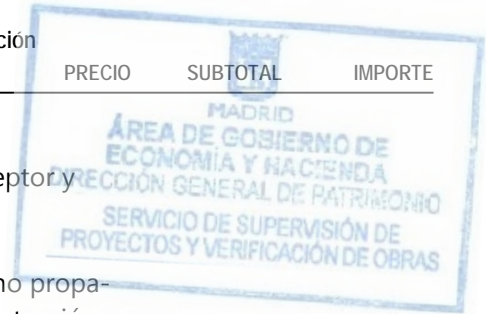 ción
PRECIO SUBTOTAL IMPORTE
MADRID
ÁREA DE GOBIERNO DE
ECONOMÍA Y HACIENDA
eptor y
DIRECCIÓN GENERAL DE PATRIMONIO
SERVICIO DE SUPERVISIÓN DE
PROYECTOS Y VERIFICACIÓN DE OBRAS
no propa-